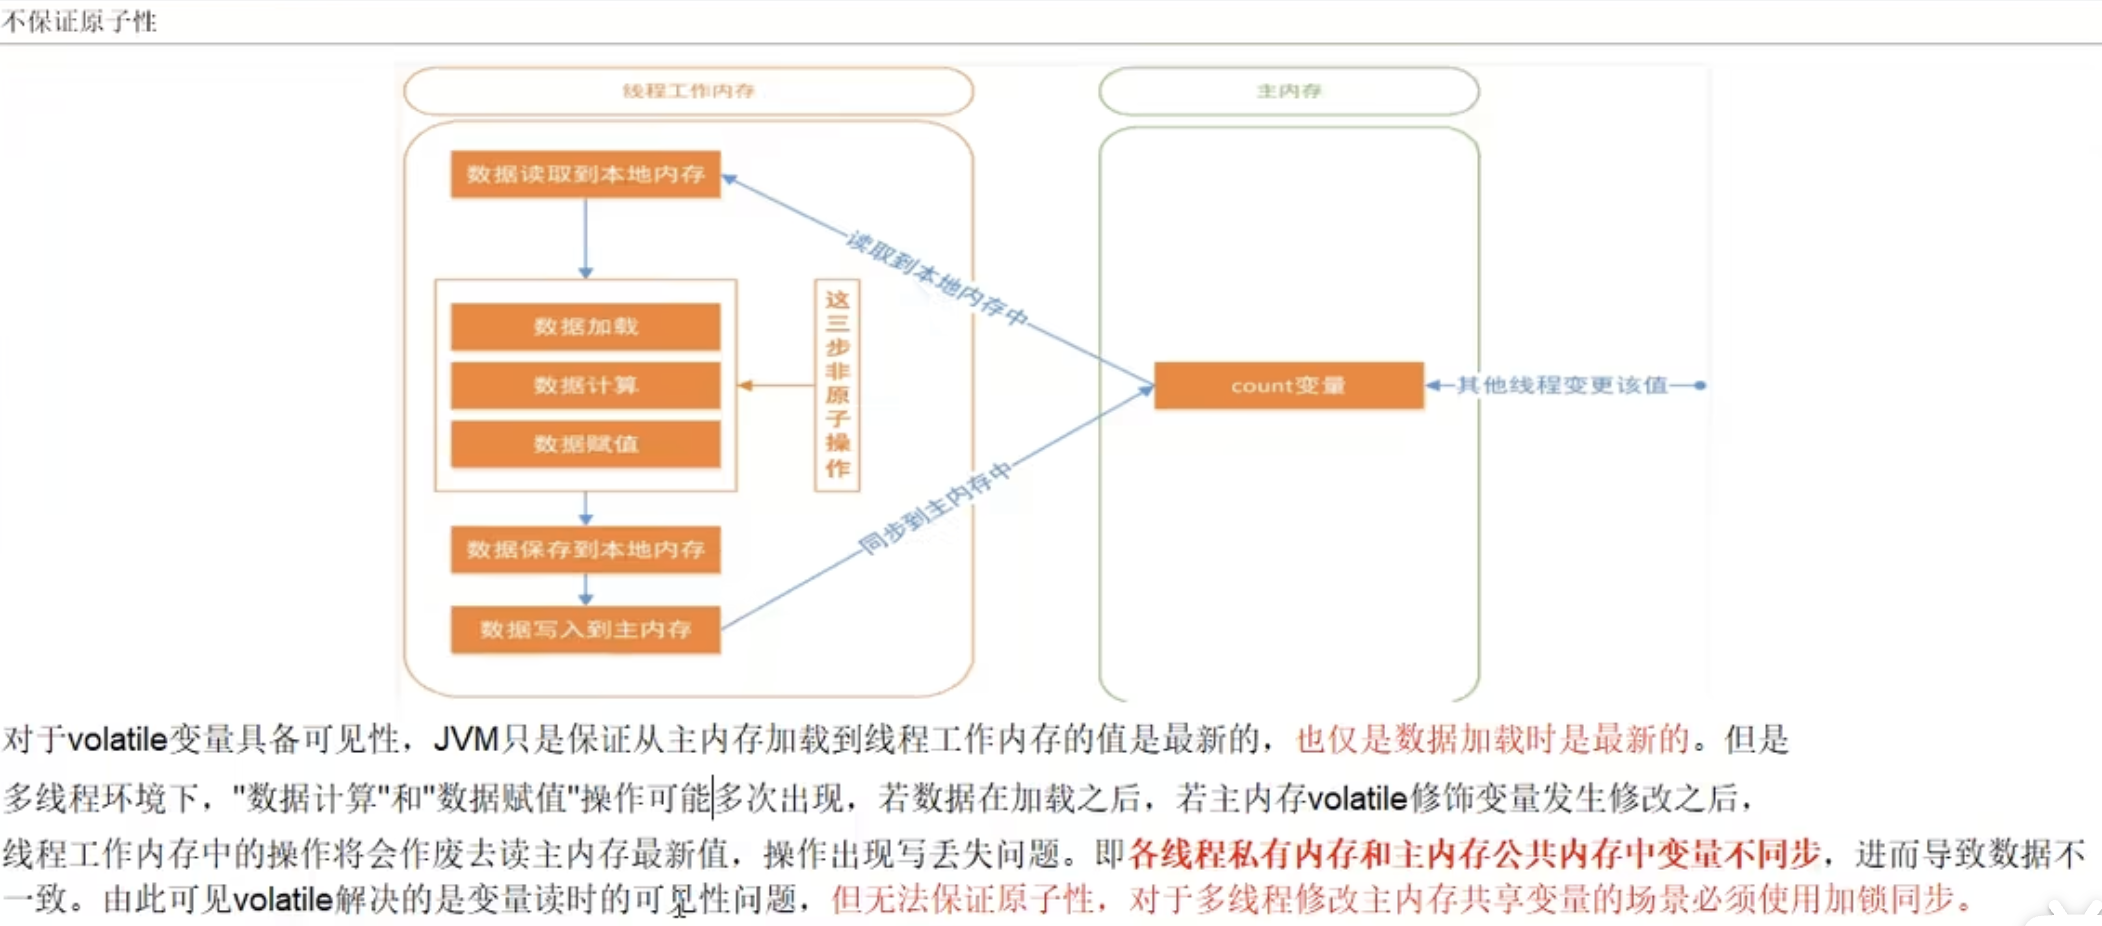 不保证原子性
线程工作内存
主内存
数据读取到本地内存
读取到本地内存中
数据加载
数据计算
数据赋值
这三步非原子操作
count变量
其他线程变更该值
同步到主内存中
数据保存到本地内存
数据写入到主内存
对于volatile变量具备可见性，JVM只是保证从主内存加载到线程工作内存的值是最新的，也仅是数据加载时是最新的。但是
多线程环境下，"数据计算"和"数据赋值"操作可能多次出现，若数据在加载之后，若主内存volatile修饰变量发生修改之后，
线程工作内存中的操作将会作废去读主内存最新值，操作出现写丢失问题。即各线程私有内存和主内存公共内存中变量不同步，进而导致数据不
一致。由此可见volatile解决的是变量读时的可见性问题，但无法保证原子性，对于多线程修改主内存共享变量的场景必须使用加锁同步。